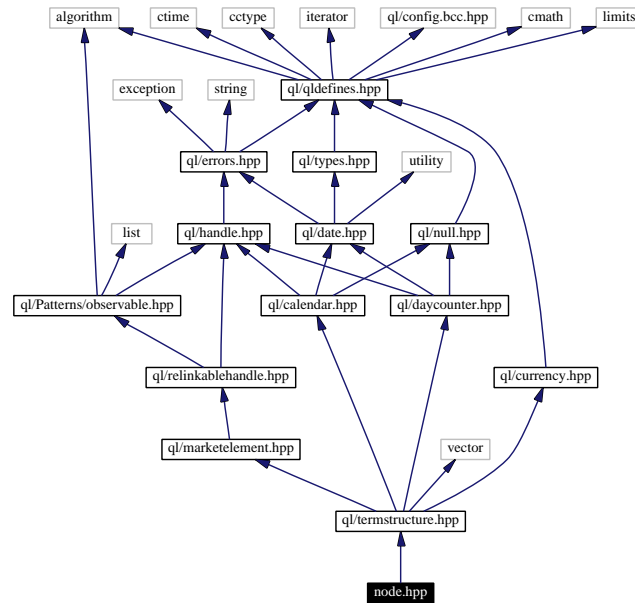 algorithm
ctime
cctype
iterator
ql/config.bcc.hpp
cmath
limits
exception
string
ql/qldefines.hpp
ql/errors.hpp
ql/types.hpp
utility
list
ql/handle.hpp
ql/date.hpp
ql/null.hpp
ql/Patterns/observable.hpp
ql/calendar.hpp
ql/daycounter.hpp
ql/relinkablehandle.hpp
ql/currency.hpp
ql/marketelement.hpp
vector
ql/termstructure.hpp
node.hpp